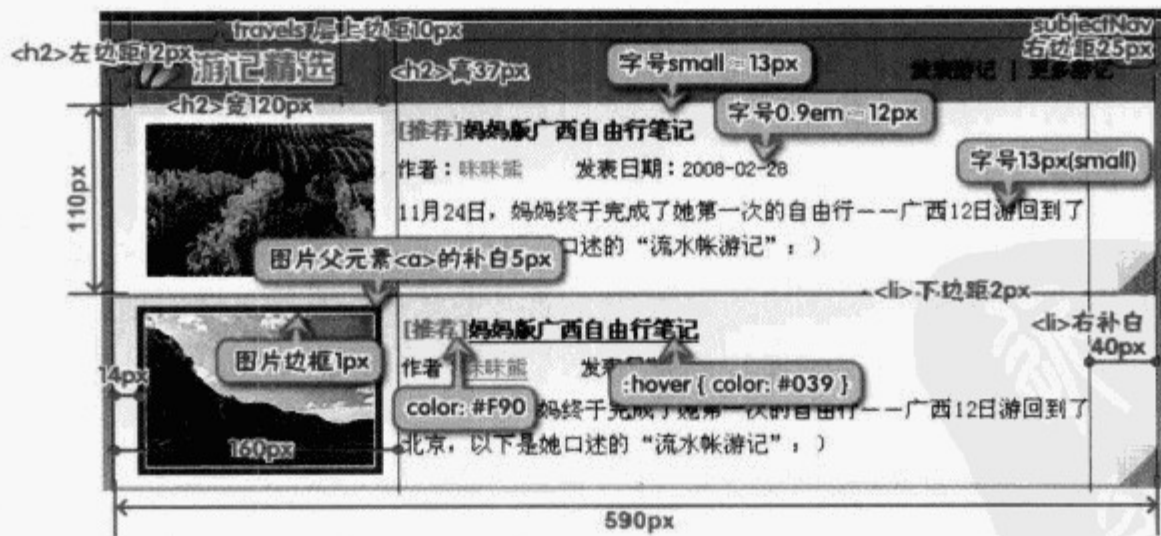 travels 层上边距10px
subjectNav
右边距25px
<h2>左边距12px
游记精选
<h2>高37px
字号small = 13px
发表游记 | 更多游记
<h2>宽120px
字号0.9em = 12px
[推荐]妈妈版广西自由行笔记
作者：咪咪熊 发表日期：2008-02-28
字号13px(small)
110px
11月24日，妈妈终于完成了她第一次的自由行——广西12日游回到了
口述的“流水帐游记”；）
图片父元素<a>的补白5px
<li>下边距2px
[推荐]妈妈版广西自由行笔记
<li>右补白
40px
图片边框1px
作者 咪咪熊 发表
14px
color: #F90
:hover { color: #039 }
妈终于完成了她第一次的自由行——广西12日游回到了
160px
北京，以下是她口述的“流水帐游记”；）
590px